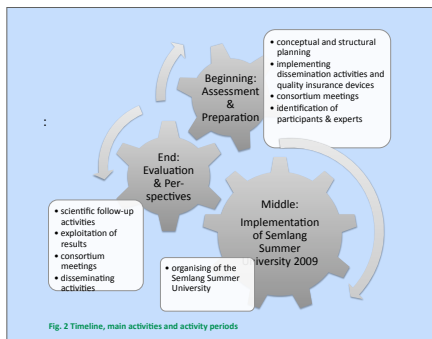 • conceptual and structural
planning
• implementing
dissemination activities and
quality insurance devices
• consortium meetings
• identification of
participants & experts
Beginning:
Assessment
&
Preparation
:
End:
Evaluation
& Per-
spectives
Middle:
Implementation
of Semlang
Summer
University 2009
• scientific follow-up
activities
• exploitation of
results
• consortium
meetings
• disseminating
activities
• organising of the
Semlang Summer
University
Fig. 2 Timeline, main activities and activity periods